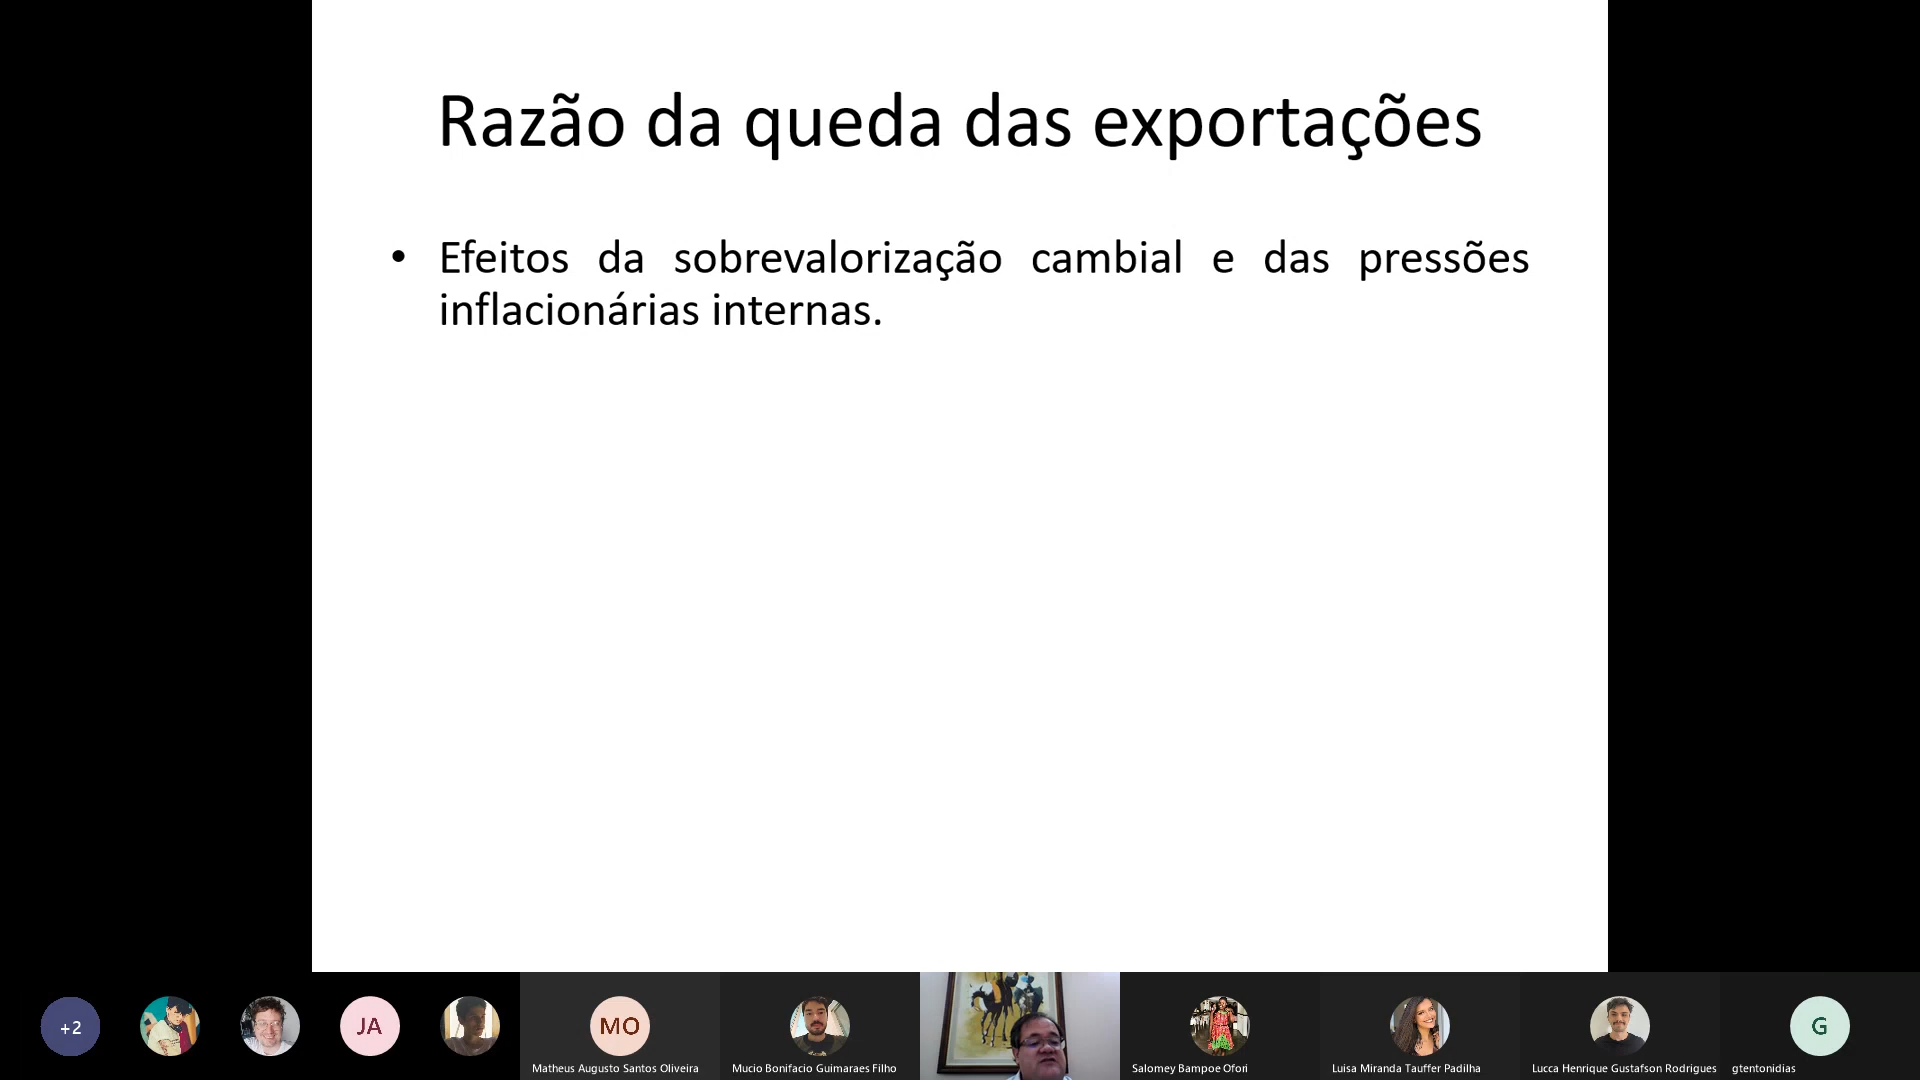 Razão da queda das exportações
• Efeitos da sobrevalorização cambial e das pressões
inflacionárias internas.
+2
JA
MO
Matheus Augusto Santos Oliveira
Mucio Bonifacio Guimaraes Filho
Salomey Bampoe Ofori
Luisa Miranda Tauffer Padilha
Lucca Henrique Gustafson Rodrigues
G
gtentonidias